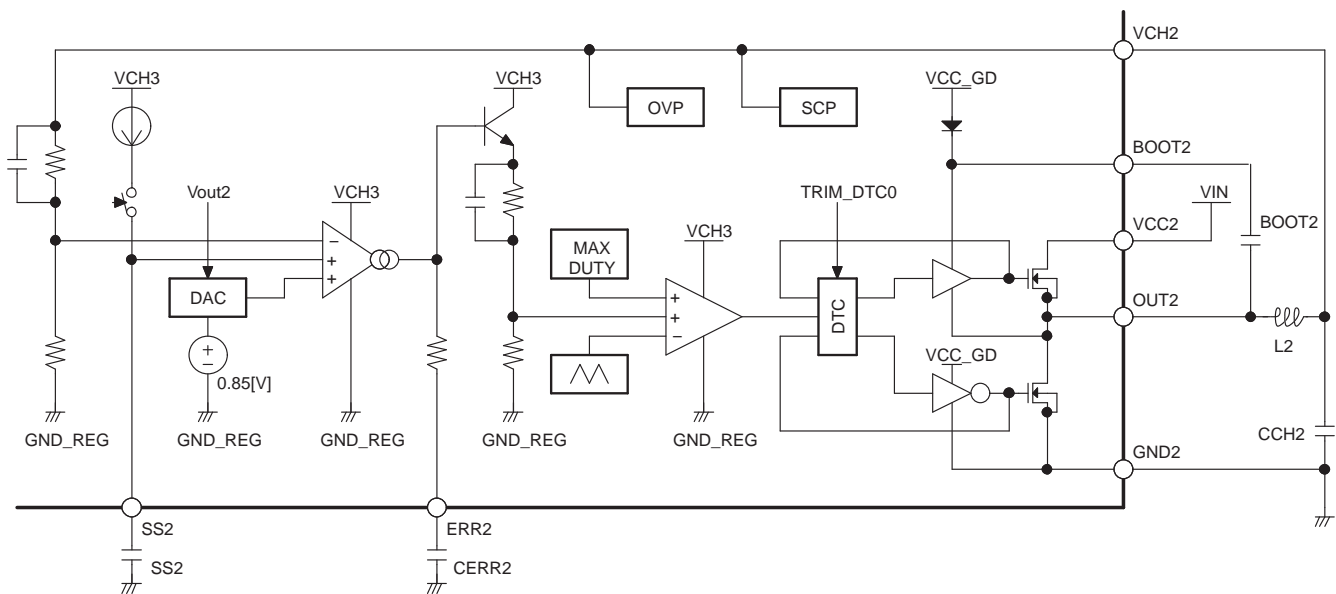 VCH2
VCH3
VCH3
VCC_GD
OVP
SCP
BOOT2
Vout2
VCH3
TRIM_DTC0
VIN
VCC2
BOOT2
VCH3
MAX
DUTY
DAC
DTC
OUT2
+
+
−
+
+
−
+
−
L2
0.85[V]
VCC_GD
GND_REG
GND_REG
GND_REG
GND_REG
GND_REG
CCH2
GND2
SS2
ERR2
SS2
CERR2